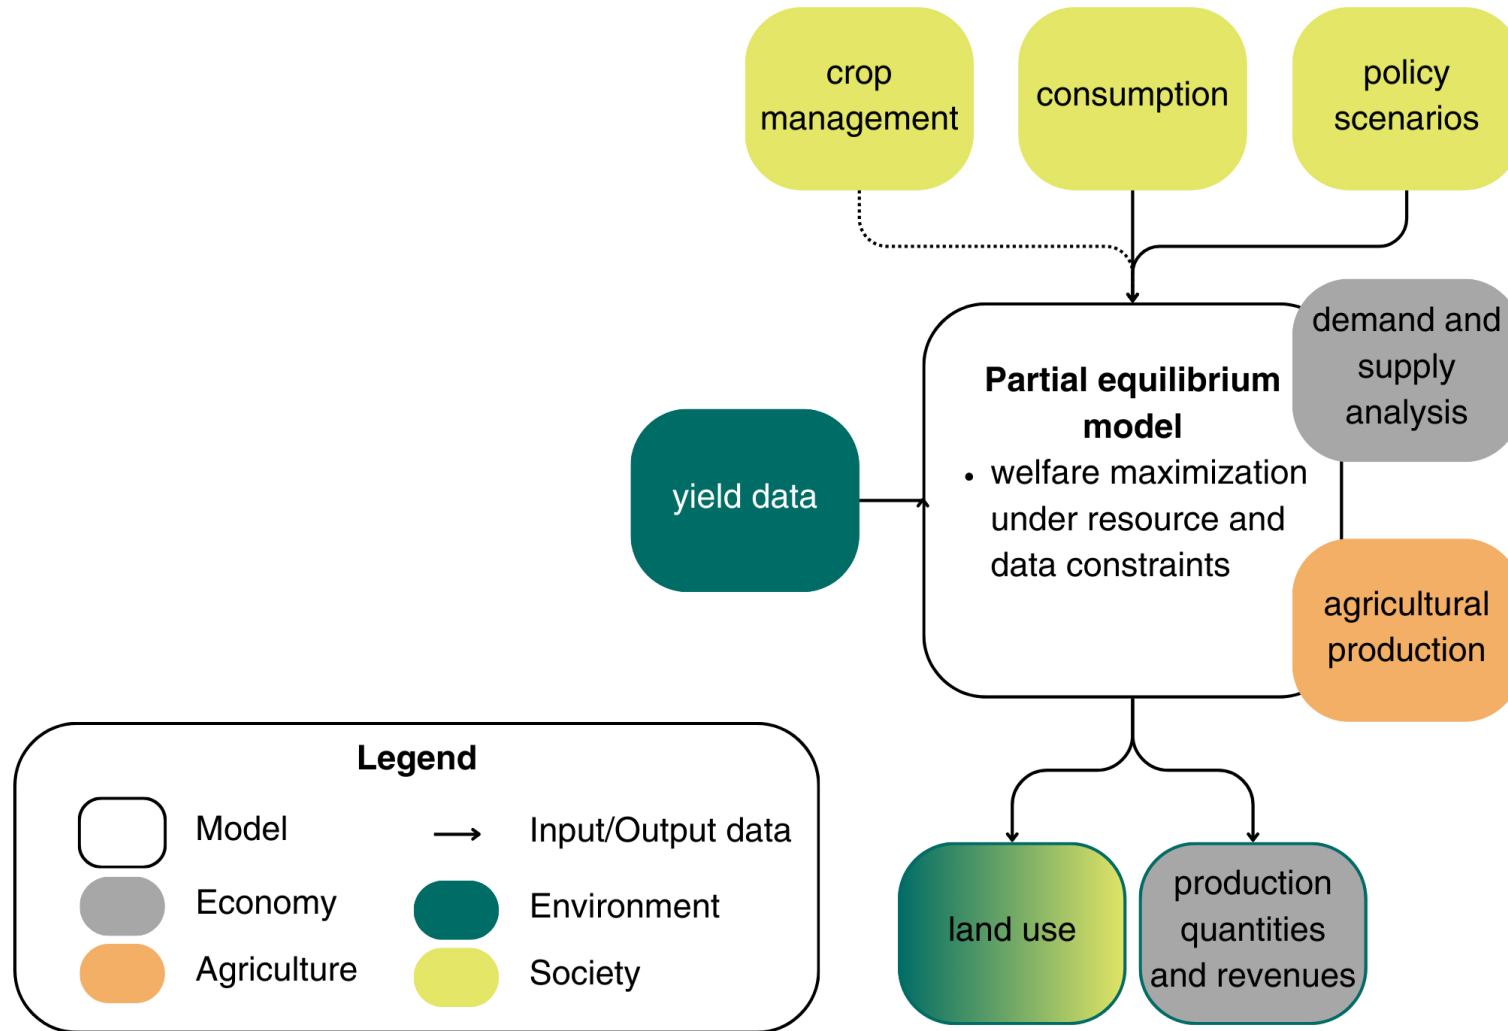 crop
management
consumption
policy
scenarios
demand and
supply
analysis
Partial equilibrium
model
• welfare maximization
under resource and
data constraints
yield data
agricultural
production
land use
production
quantities
and revenues
Legend
Model
Input/Output data
Economy
Environment
Agriculture
Society